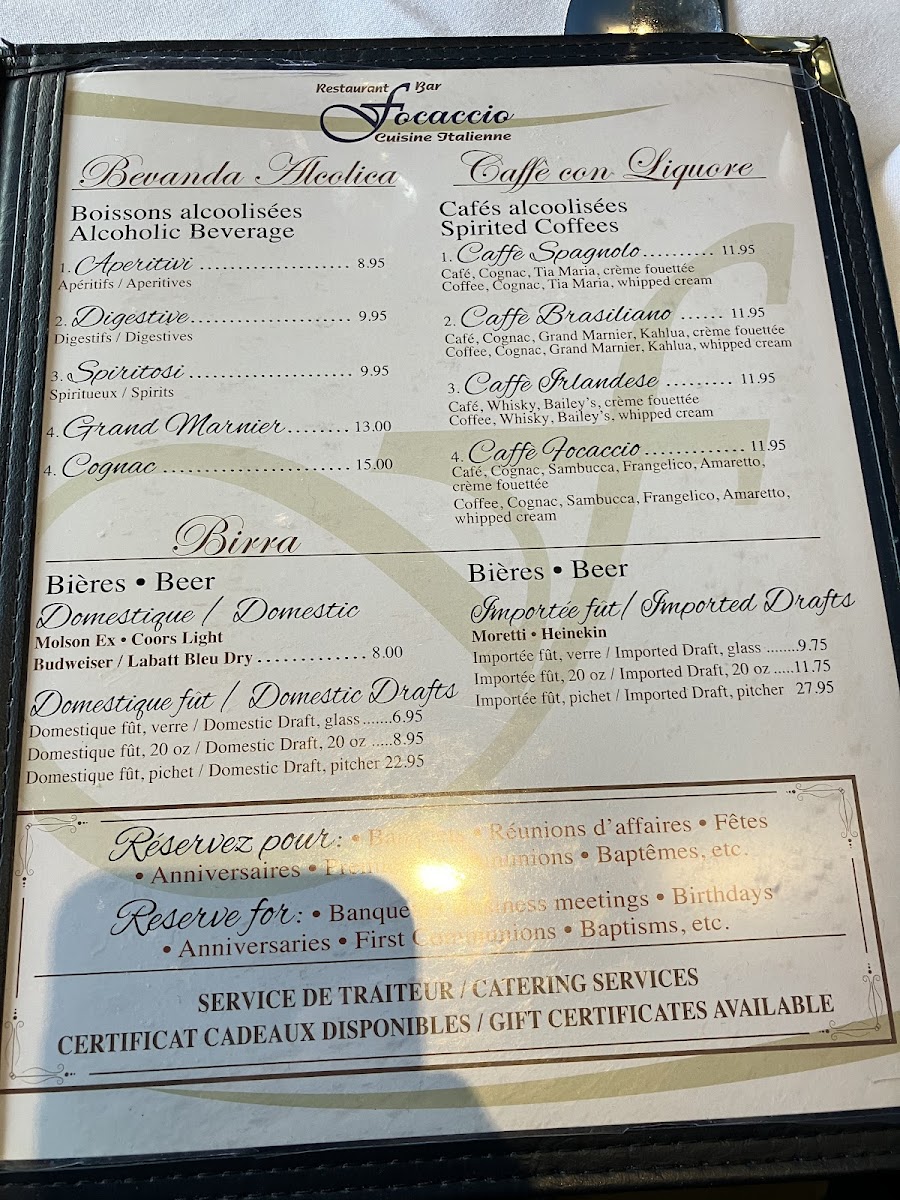 Restaurant Bar
Focaccio
Cuisine Italienne
Bevanda Alcolica
Boissons alcoolisées
Alcoholic Beverage
1. Aperitivi .................... 8.95
Apéritifs / Aperitives
2. Digestive..................... 9.95
Digestifs / Digestives
3. Spiritosi ...................... 9.95
Spiritueux / Spirits
4. Grand Marnier........ 13.00
4. Cognac ......................... 15.00
Caffè con Liquore
Cafés alcoolisées
Spirited Coffees
1. Caffè Spagnolo.......... 11.95
Café, Cognac, Tia Maria, crème fouettée
Coffee, Cognac, Tia Maria, whipped cream
2. Caffè Brasiliano ...... 11.95
Café, Cognac, Grand Marnier, Kahlua, crème fouettée
Coffee, Cognac, Grand Marnier, Kahlua, whipped cream
3. Caffè Irlandese ......... 11.95
Café, Whisky, Bailey's, crème fouettée
Coffee, Whisky, Bailey's, whipped cream
4. Caffè Focaccio .............. 11.95
Café, Cognac, Sambucca, Frangelico, Amaretto,
crème fouettée
Coffee, Cognac, Sambucca, Frangelico, Amaretto,
whipped cream
Birra
Bières • Beer
Domestique / Domestic
Molson Ex • Coors Light
Budweiser / Labatt Bleu Dry ............. 8.00
Domestique fût / Domestic Drafts
Domestique fût, verre / Domestic Draft, glass.......6.95
Domestique fût, 20 oz / Domestic Draft, 20 oz .....8.95
Domestique fût, pichet / Domestic Draft, pitcher 22.95
Bières • Beer
Importée fût / Imported Drafts
Moretti • Heinekin
Importée fût, verre / Imported Draft, glass .......9.75
Importée fût, 20 oz / Imported Draft, 20 oz .....11.75
Importée fût, pichet / Imported Draft, pitcher 27.95
Réservez pour: • • Réunions d'affaires • Fêtes
• Anniversaires • • Baptêmes, etc.
Reserve for: • meetings • Birthdays
• Anniversaries • First Communions • Baptisms, etc.
SERVICE DE TRAITEUR / CATERING SERVICES
CERTIFICAT CADEAUX DISPONIBLES / GIFT CERTIFICATES AVAILABLE